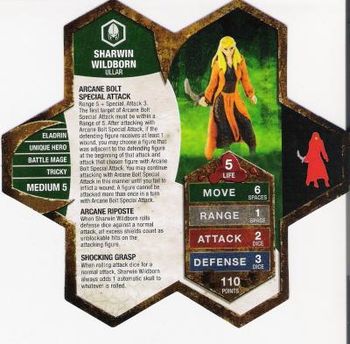 SHARWIN
WILDBORN
ULLAR
ARCANE BOLT
SPECIAL ATTACK
Range 5 + Special. Attack 3.
The first target of Arcane Bolt
Special Attack must be within a
Range of 5. After attacking with
Arcane Bolt Special Attack, if the
defending figure receives at least 1
wound, you may choose a figure that
was adjacent to the defending figure
at the beginning of that attack and
attack that chosen figure with Arcane
Bolt Special Attack. You may continue
attacking with Arcane Bolt Special
Attack in this manner until you fail to
inflict a wound. A figure cannot be
attacked more than once in a turn
with Arcane Bolt Special Attack.
ARCANE RIPOSTE
When Sharwin Wildborn rolls
defense dice against a normal
attack, all excess shields count as
unblockable hits on the
attacking figure.
SHOCKING GRASP
When rolling attack dice for a
normal attack, Sharwin Wildborn
always adds 1 automatic skull to
whatever is rolled.
ELADRIN
UNIQUE HERO
BATTLE MAGE
TRICKY
MEDIUM 5
5
LIFE
MOVE 6
SPACES
RANGE 1
SPACE
ATTACK 2
DICE
DEFENSE 3
DICE
110
POINTS